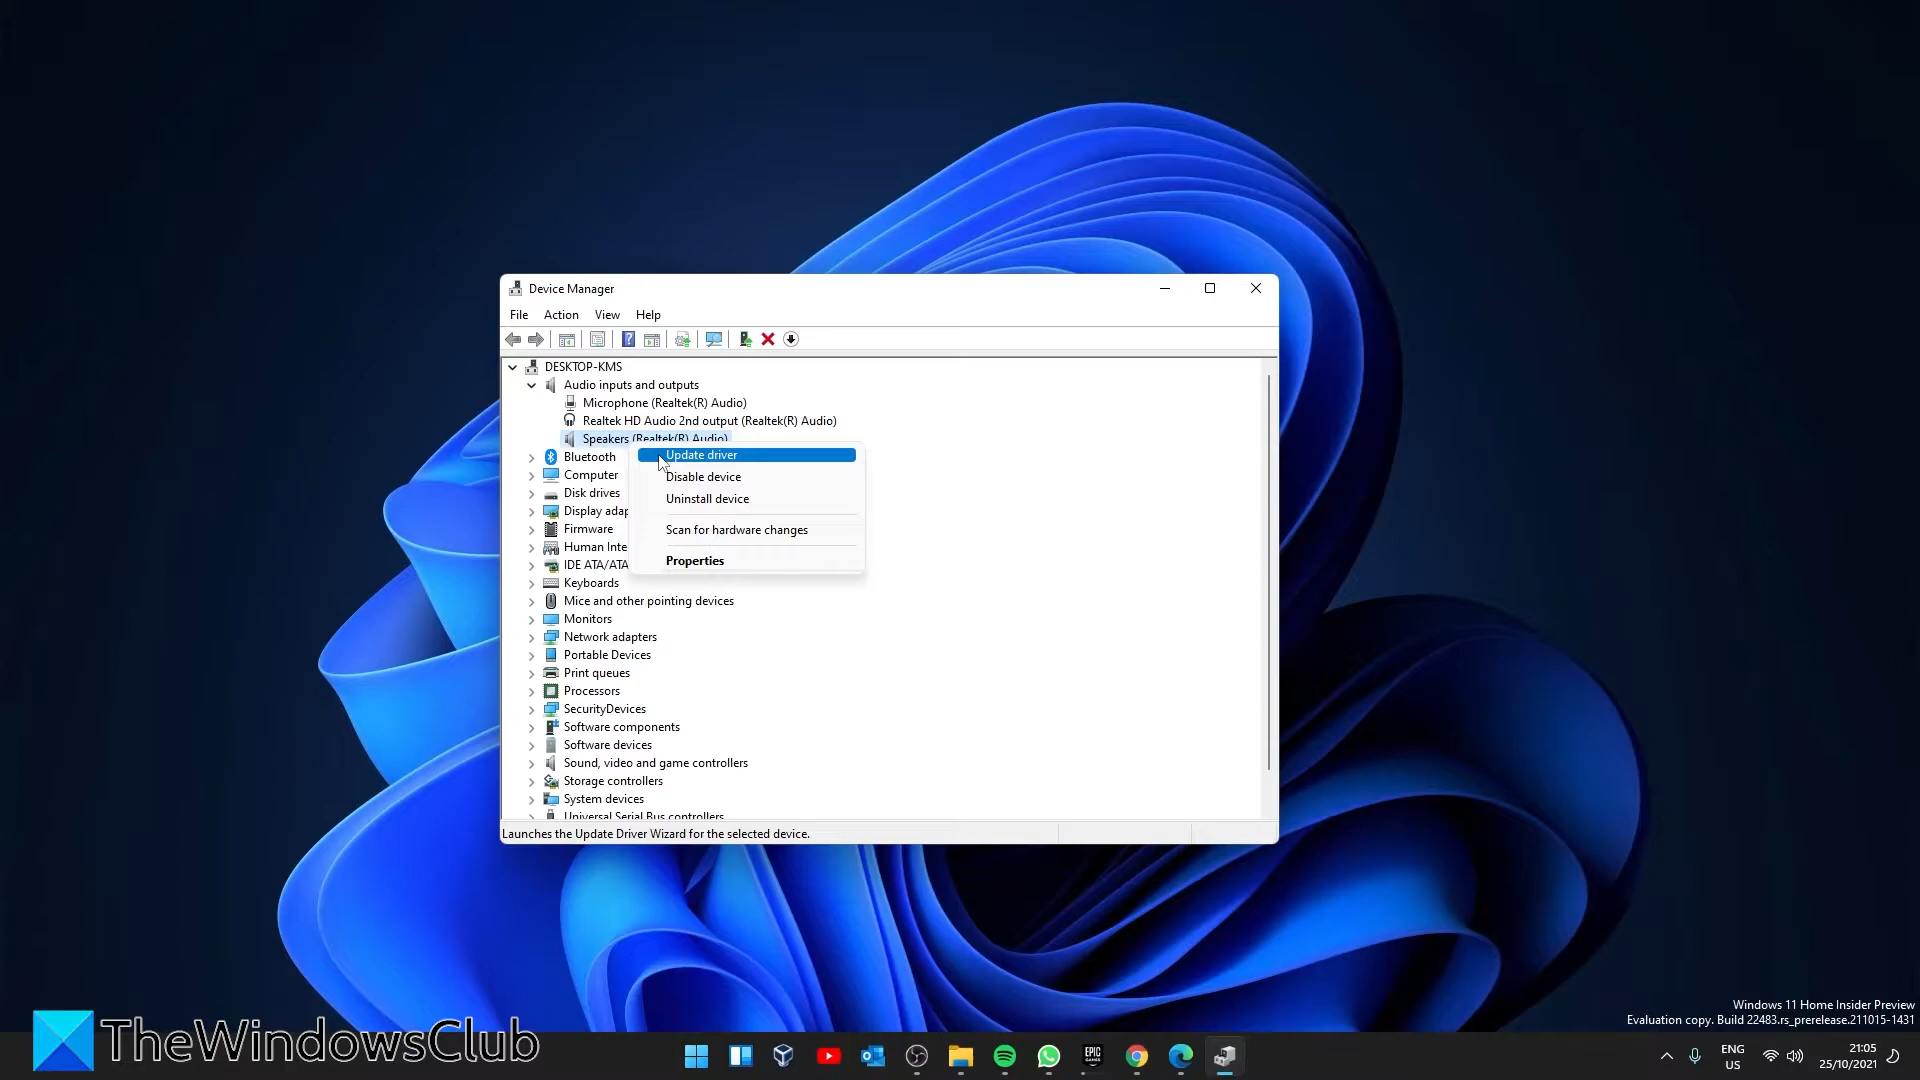 Device Manager
File Action View Help
DESKTOP-KMS
Audio inputs and outputs
Microphone (Realtek(R) Audio)
Realtek HD Audio 2nd output (Realtek(R) Audio)
Speakers (Realtek(R) Audio)
Bluetooth
Computer
Disk drives
Display adap
Firmware
Human Inte
IDE ATA/ATA
Keyboards
Mice and other pointing devices
Monitors
Network adapters
Portable Devices
Print queues
Processors
SecurityDevices
Software components
Software devices
Sound, video and game controllers
Storage controllers
System devices
Universal Serial Bus controllers
Update driver
Disable device
Uninstall device
Scan for hardware changes
Properties
Launches the Update Driver Wizard for the selected device.
Windows 11 Home Insider Preview
Evaluation copy. Build 22483.rs_prerelease.211015-1431
TheWindowsClub
EPIC
GAMES
ENG
US
21:05
25/10/2021